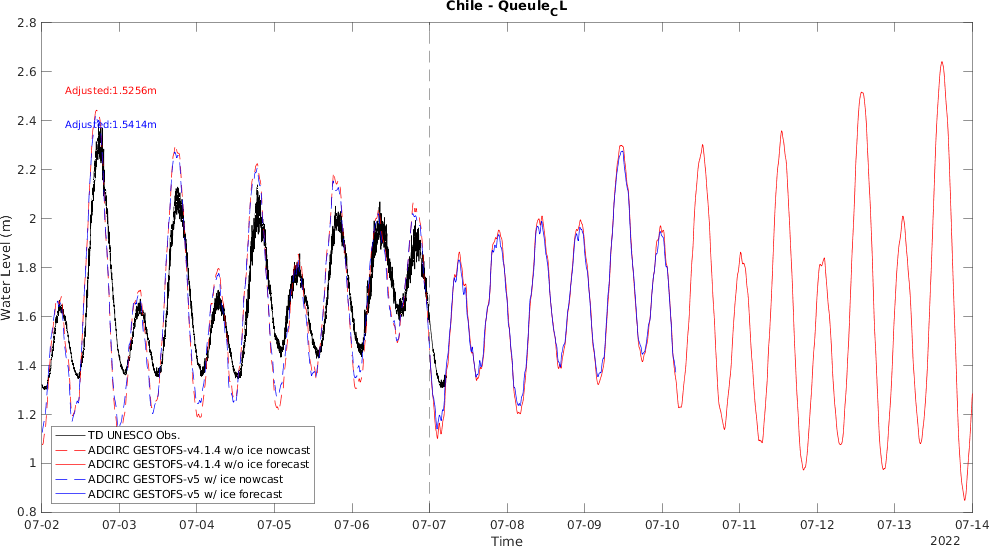 Chile - Queule_CL
2.8
2.6
2.4
2.2
2
1.8
1.6
1.4
1.2
1
0.8
Water Level (m)
Adjusted:1.5256m
Adjusted:1.5414m
TD UNESCO Obs.
ADCIRC GESTOFS-v4.1.4 w/o ice nowcast
ADCIRC GESTOFS-v4.1.4 w/o ice forecast
ADCIRC GESTOFS-v5 w/ ice nowcast
ADCIRC GESTOFS-v5 w/ ice forecast
07-02 07-03 07-04 07-05 07-06 07-07 07-08 07-09 07-10 07-11 07-12 07-13 07-14
Time
2022